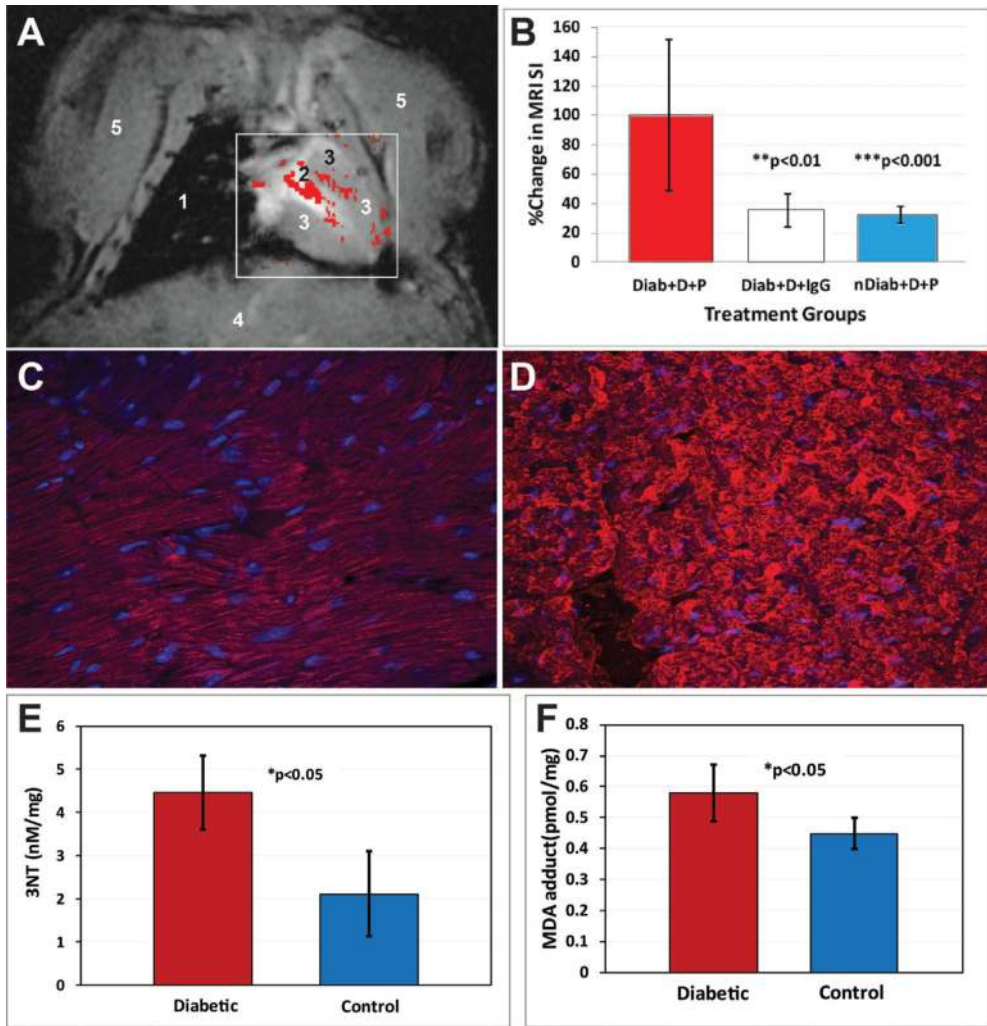 A
5
5
3
2
1
3
3
4
B
160
140
120
100
80
60
40
20
0
%Change in MRI SI
**p<0.01
***p<0.001
Diab+D+P
Diab+D+IgG
nDiab+D+P
Treatment Groups
C
D
E
6
5
4
3
2
1
0
3NT (nM/mg)
*p<0.05
Diabetic
Control
F
0.8
0.7
0.6
0.5
0.4
0.3
0.2
0.1
0
MDA adduct(pmol/mg)
*p<0.05
Diabetic
Control